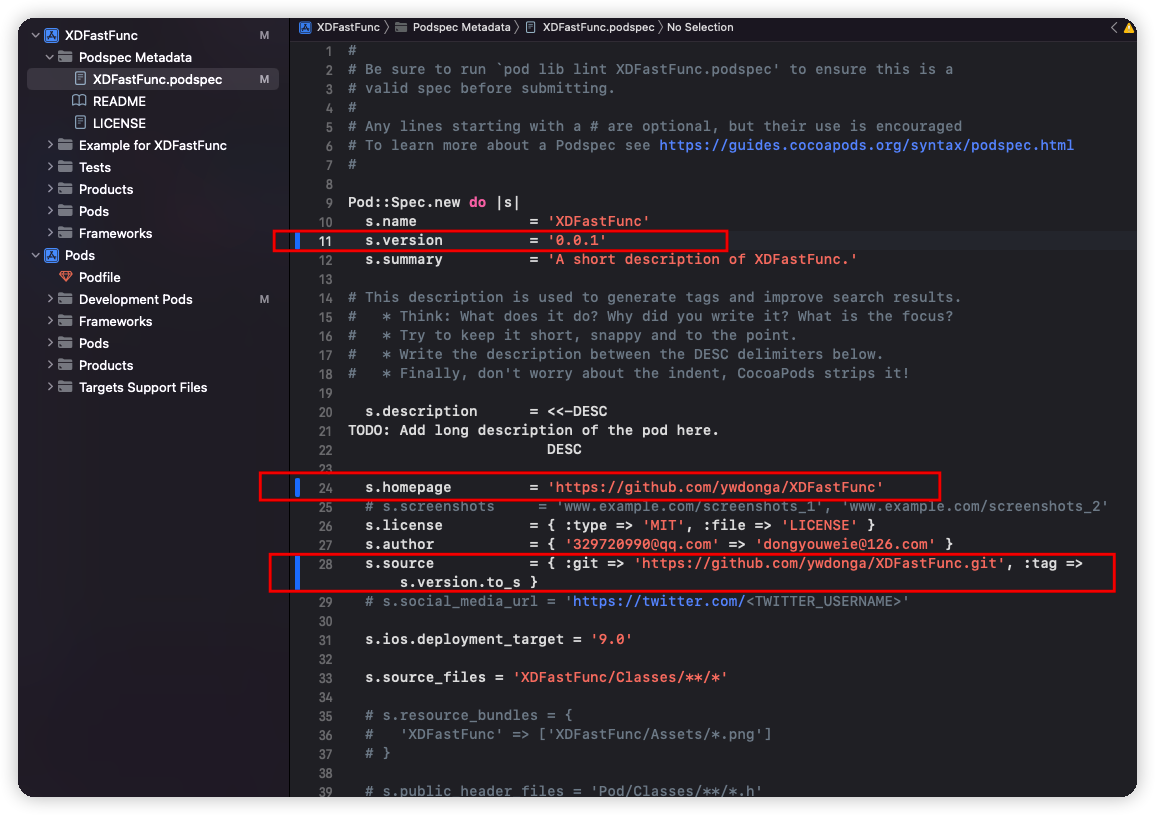 XDFastFunc M
Podspec Metadata
XDFastFunc.podspec M
README
LICENSE
Example for XDFastFunc
Tests
Products
Pods
Frameworks
Pods
Podfile
Development Pods M
Frameworks
Pods
Products
Targets Support Files
XDFastFunc Podspec Metadata XDFastFunc.podspec No Selection
1 #
2 # Be sure to run `pod lib lint XDFastFunc.podspec' to ensure this is a
3 # valid spec before submitting.
4 #
5 # Any lines starting with a # are optional, but their use is encouraged
6 # To learn more about a Podspec see https://guides.cocoapods.org/syntax/podspec.html
7 #
8
9 Pod::Spec.new do |s|
10 s.name = 'XDFastFunc'
11 s.version = '0.0.1'
12 s.summary = 'A short description of XDFastFunc.'
13
14 # This description is used to generate tags and improve search results.
15 # * Think: What does it do? Why did you write it? What is the focus?
16 # * Try to keep it short, snappy and to the point.
17 # * Write the description between the DESC delimiters below.
18 # * Finally, don't worry about the indent, CocoaPods strips it!
19
20 s.description = <<-DESC
21 TODO: Add long description of the pod here.
22 DESC
23
24 s.homepage = 'https://github.com/ywdonga/XDFastFunc'
25 # s.screenshots = 'www.example.com/screenshots_1', 'www.example.com/screenshots_2'
26 s.license = { :type => 'MIT', :file => 'LICENSE' }
27 s.author = { '329720990@qq.com' => 'dongyouweie@126.com' }
28 s.source = { :git => 'https://github.com/ywdonga/XDFastFunc.git', :tag =>
s.version.to_s }
29 # s.social_media_url = 'https://twitter.com/<TWITTER_USERNAME>'
30
31 s.ios.deployment_target = '9.0'
32
33 s.source_files = 'XDFastFunc/Classes/**/*'
34
35 # s.resource_bundles = {
36 # 'XDFastFunc' => ['XDFastFunc/Assets/*.png']
37 # }
38
39 # s.public_header_files = 'Pod/Classes/**/*.h'